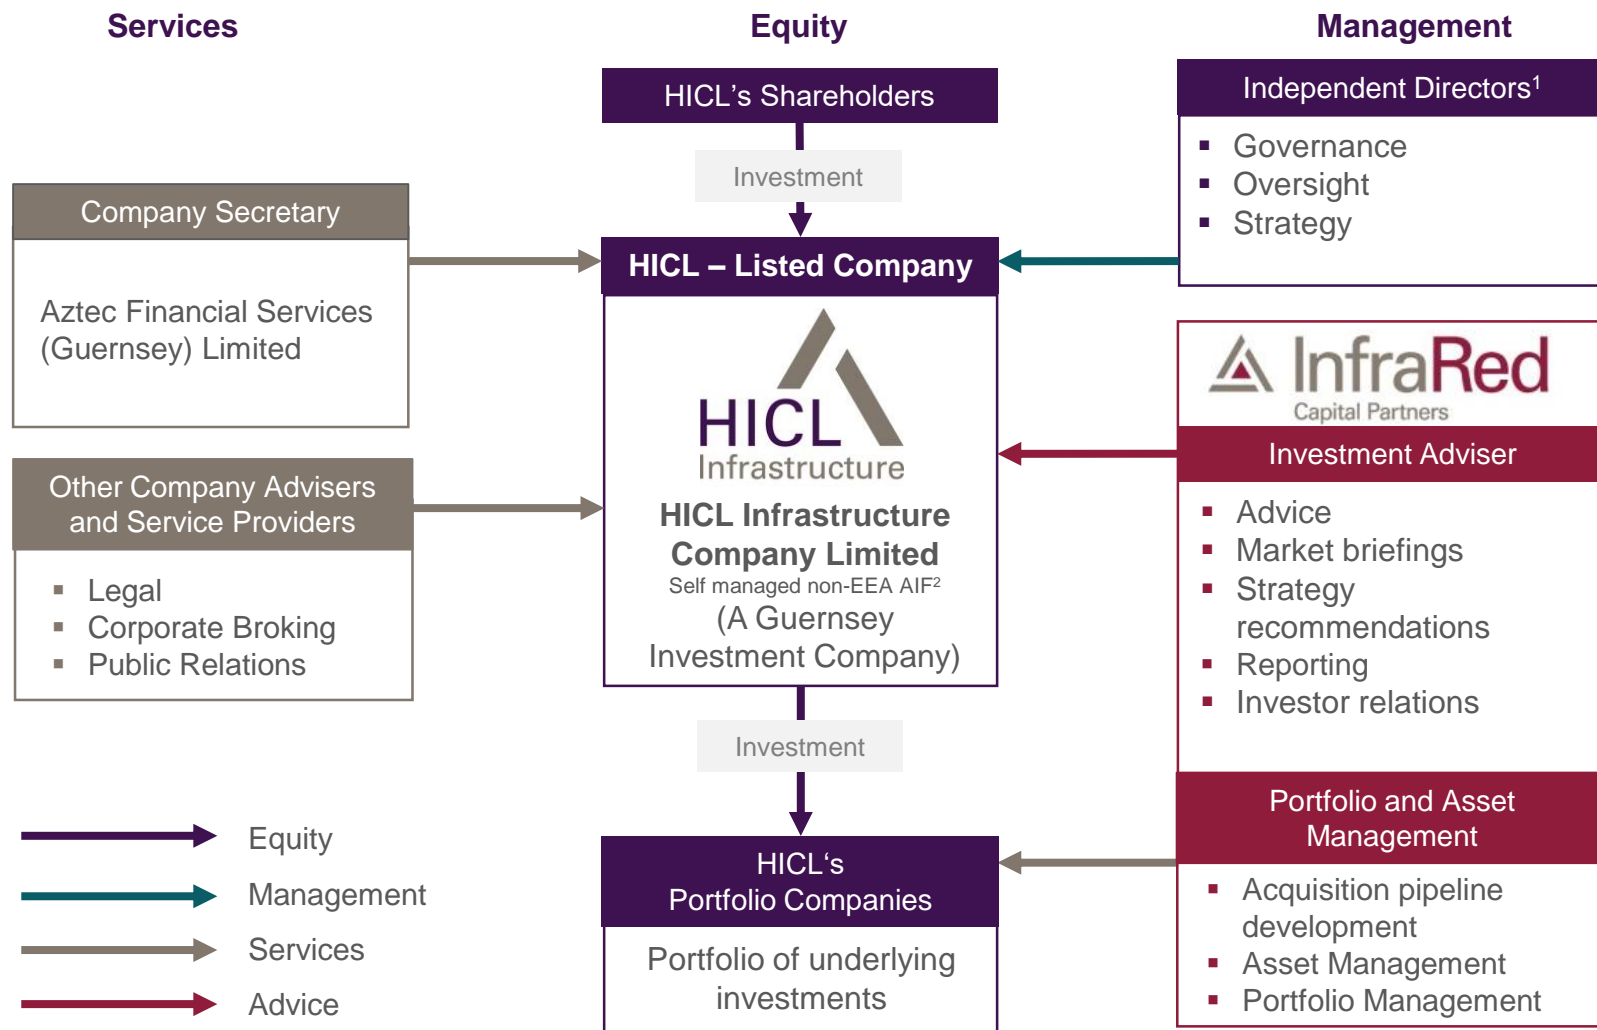 Services
Equity
Management
HICL's Shareholders
Investment
Independent Directors¹
▪ Governance
▪ Oversight
▪ Strategy
Company Secretary
Aztec Financial Services
(Guernsey) Limited
HICL – Listed Company
HICL
Infrastructure
HICL Infrastructure
Company Limited
Self managed non-EEA AIF²
(A Guernsey
Investment Company)
InfraRed
Capital Partners
Investment Adviser
▪ Advice
▪ Market briefings
▪ Strategy
recommendations
▪ Reporting
▪ Investor relations
Other Company Advisers
and Service Providers
▪ Legal
▪ Corporate Broking
▪ Public Relations
Investment
Portfolio and Asset
Management
▪ Acquisition pipeline
development
▪ Asset Management
▪ Portfolio Management
HICL‘s
Portfolio Companies
Portfolio of underlying
investments
Equity
Management
Services
Advice